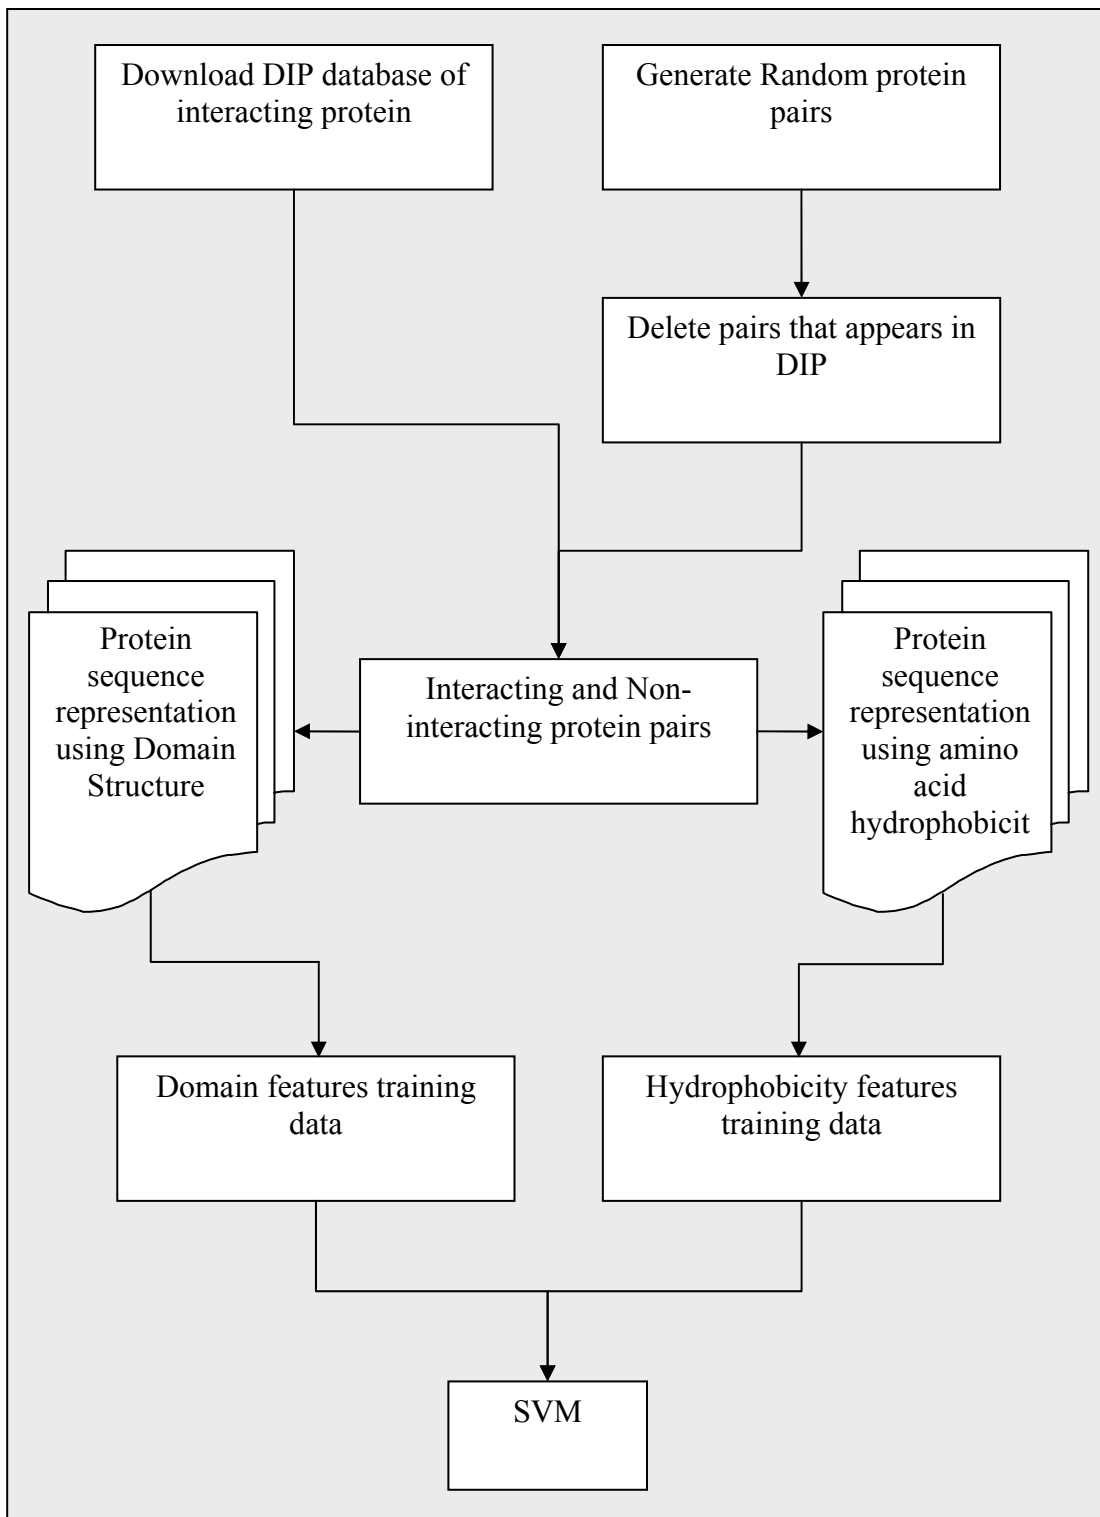 Download DIP database of
interacting protein
Generate Random protein
pairs
Delete pairs that appears in
DIP
Protein
sequence
representation
using Domain
Structure
Interacting and Non-
interacting protein pairs
Protein
sequence
representation
using amino
acid
hydrophobicit
Domain features training
data
Hydrophobicity features
training data
SVM